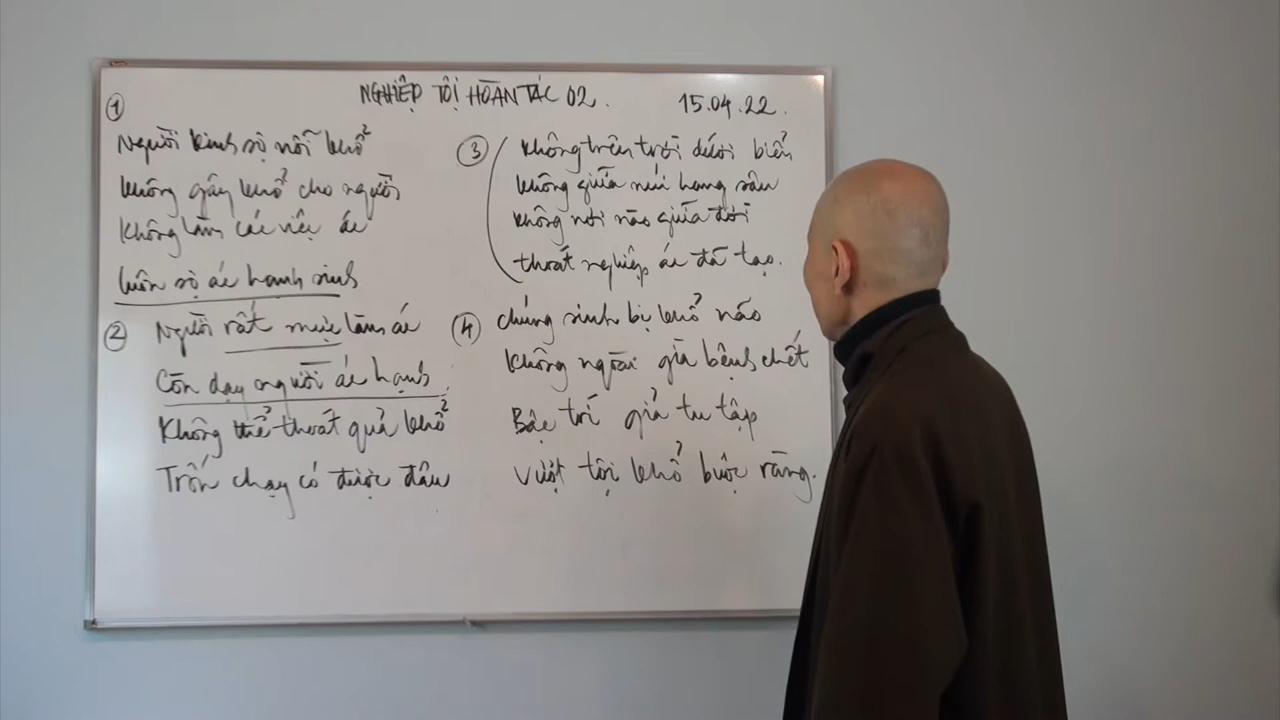 NGHIỆP TỘI HOÀN TÁC 02.
15.04.22.
1
Người kinh sợ nỗi khổ
không gây khổ cho người
Không làm các việc ác
luôn sợ ác hạnh sinh
2 Người rất mực làm ác
Còn dạy người ác hạnh
Không thể thoát quả khổ
Trốn chạy có được đâu
3 Không trên trời dưới biển
không giữa núi hang sâu
không nơi nào giữa đời
thoát nghiệp ác đã tạo.
4 chúng sinh bị khổ não
Không ngoài già bệnh chết
Bậc trí giả tu tập
Vượt tội khổ buộc ràng.